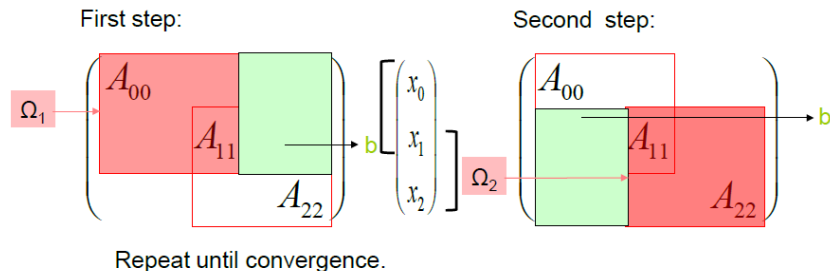 First step:
Second step:
A₀₀
Ω₁
A₁₁
b
A₂₂
x₀
x₁
x₂
A₀₀
b
A₁₁
Ω₂
A₂₂
Repeat until convergence.